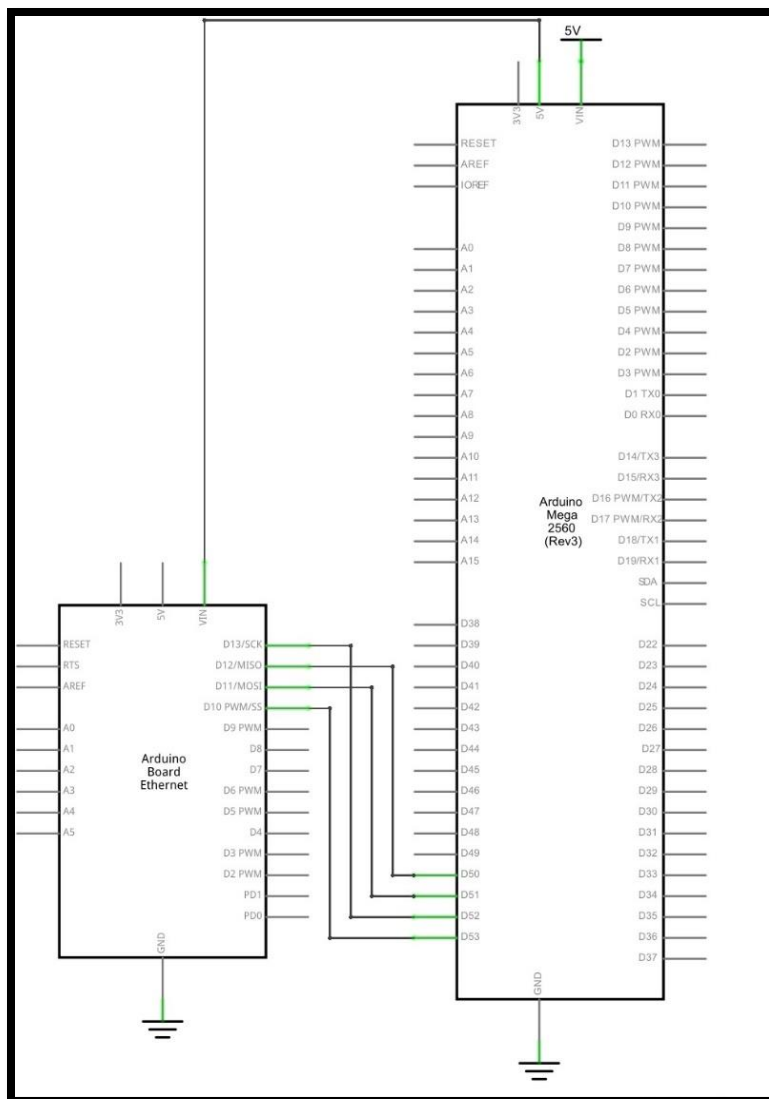 5V
3V3
5V
VIN
RESET
AREF
IOREF
A0
A1
A2
A3
A4
A5
A6
A7
A8
A9
A10
A11
A12
A13
A14
A15
D38
D39
D40
D41
D42
D43
D44
D45
D46
D47
D48
D49
D50
D51
D52
D53
Arduino
Mega
2560
(Rev3)
D13 PWM
D12 PWM
D11 PWM
D10 PWM
D9 PWM
D8 PWM
D7 PWM
D6 PWM
D5 PWM
D4 PWM
D2 PWM
D3 PWM
D1 TX0
D0 RX0
D14/TX3
D15/RX3
D16 PWM/TX2
D17 PWM/RX2
D18/TX1
D19/RX1
SDA
SCL
D22
D23
D24
D25
D26
D27
D28
D29
D30
D31
D32
D33
D34
D35
D36
D37
GND
3V3
5V
VIN
RESET
RTS
AREF
A0
A1
A2
A3
A4
A5
Arduino
Board
Ethernet
D13/SCK
D12/MISO
D11/MOSI
D10 PWM/SS
D9 PWM
D8
D7
D6 PWM
D5 PWM
D4
D3 PWM
D2 PWM
PD1
PD0
GND